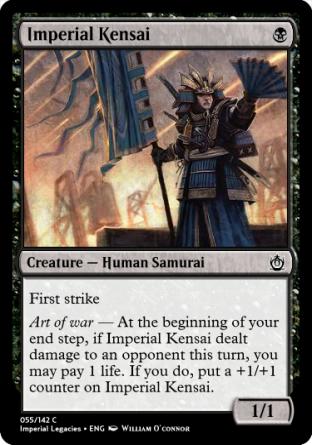 Imperial Kensai
Creature — Human Samurai
First strike
Art of war — At the beginning of your
end step, if Imperial Kensai dealt
damage to an opponent this turn, you
may pay 1 life. If you do, put a +1/+1
counter on Imperial Kensai.
055/142 C
Imperial Legacies • ENG William O'Connor
1/1